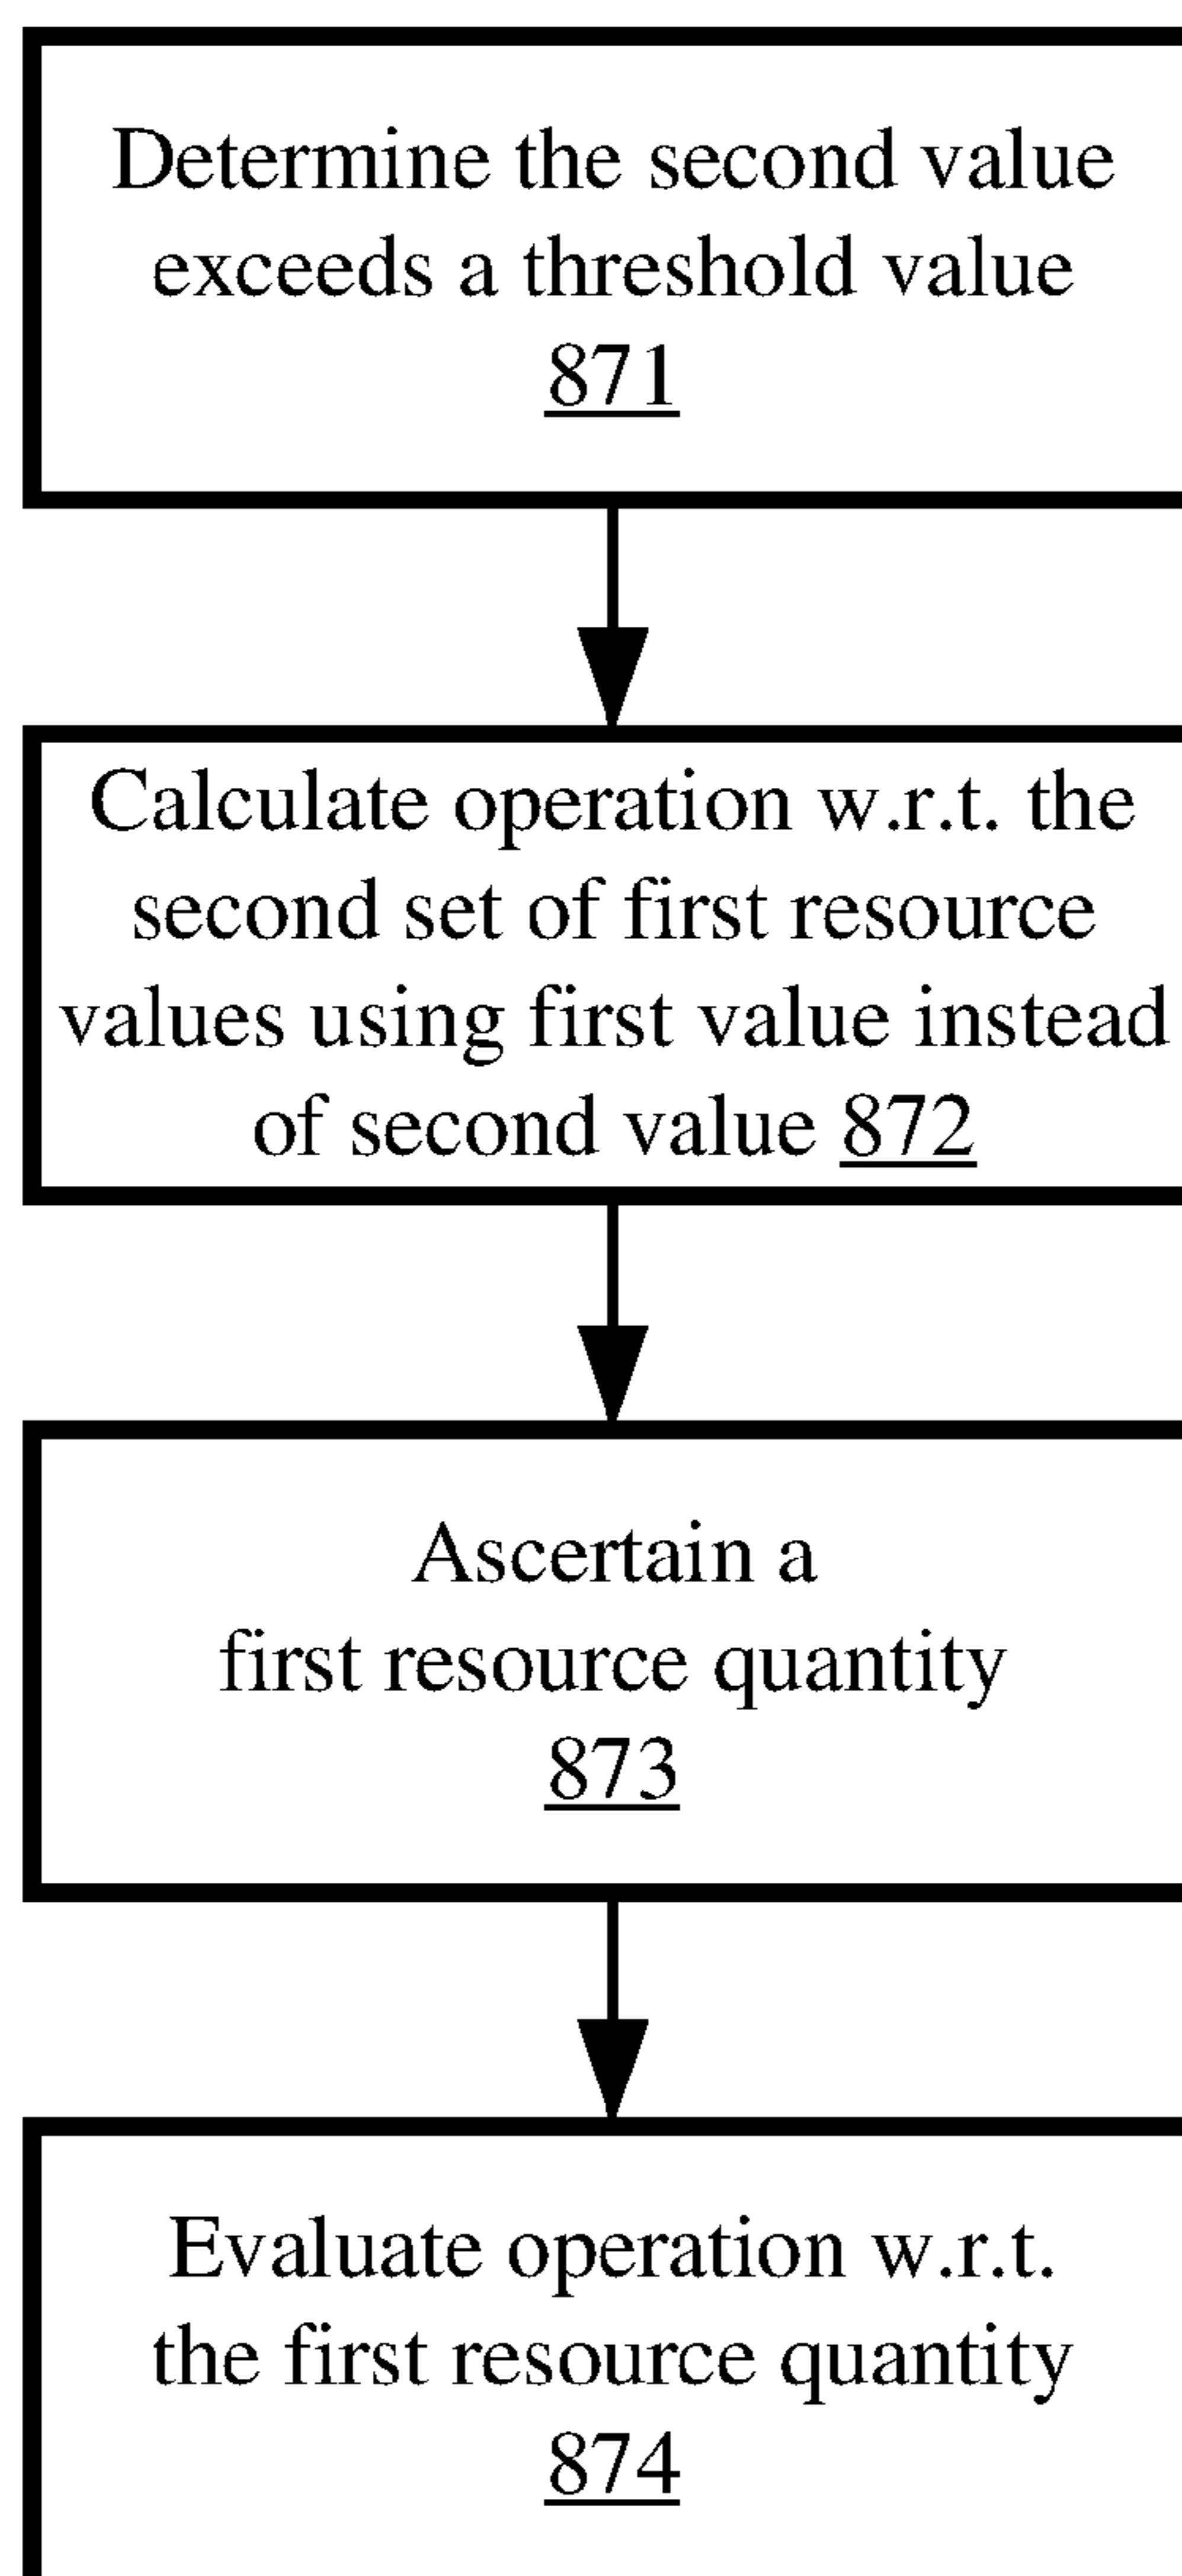 Determine the second value
exceeds a threshold value
871
Calculate operation w.r.t. the
second set of first resource
values using first value instead
of second value 872
Ascertain a
first resource quantity
873
Evaluate operation w.r.t.
the first resource quantity
874